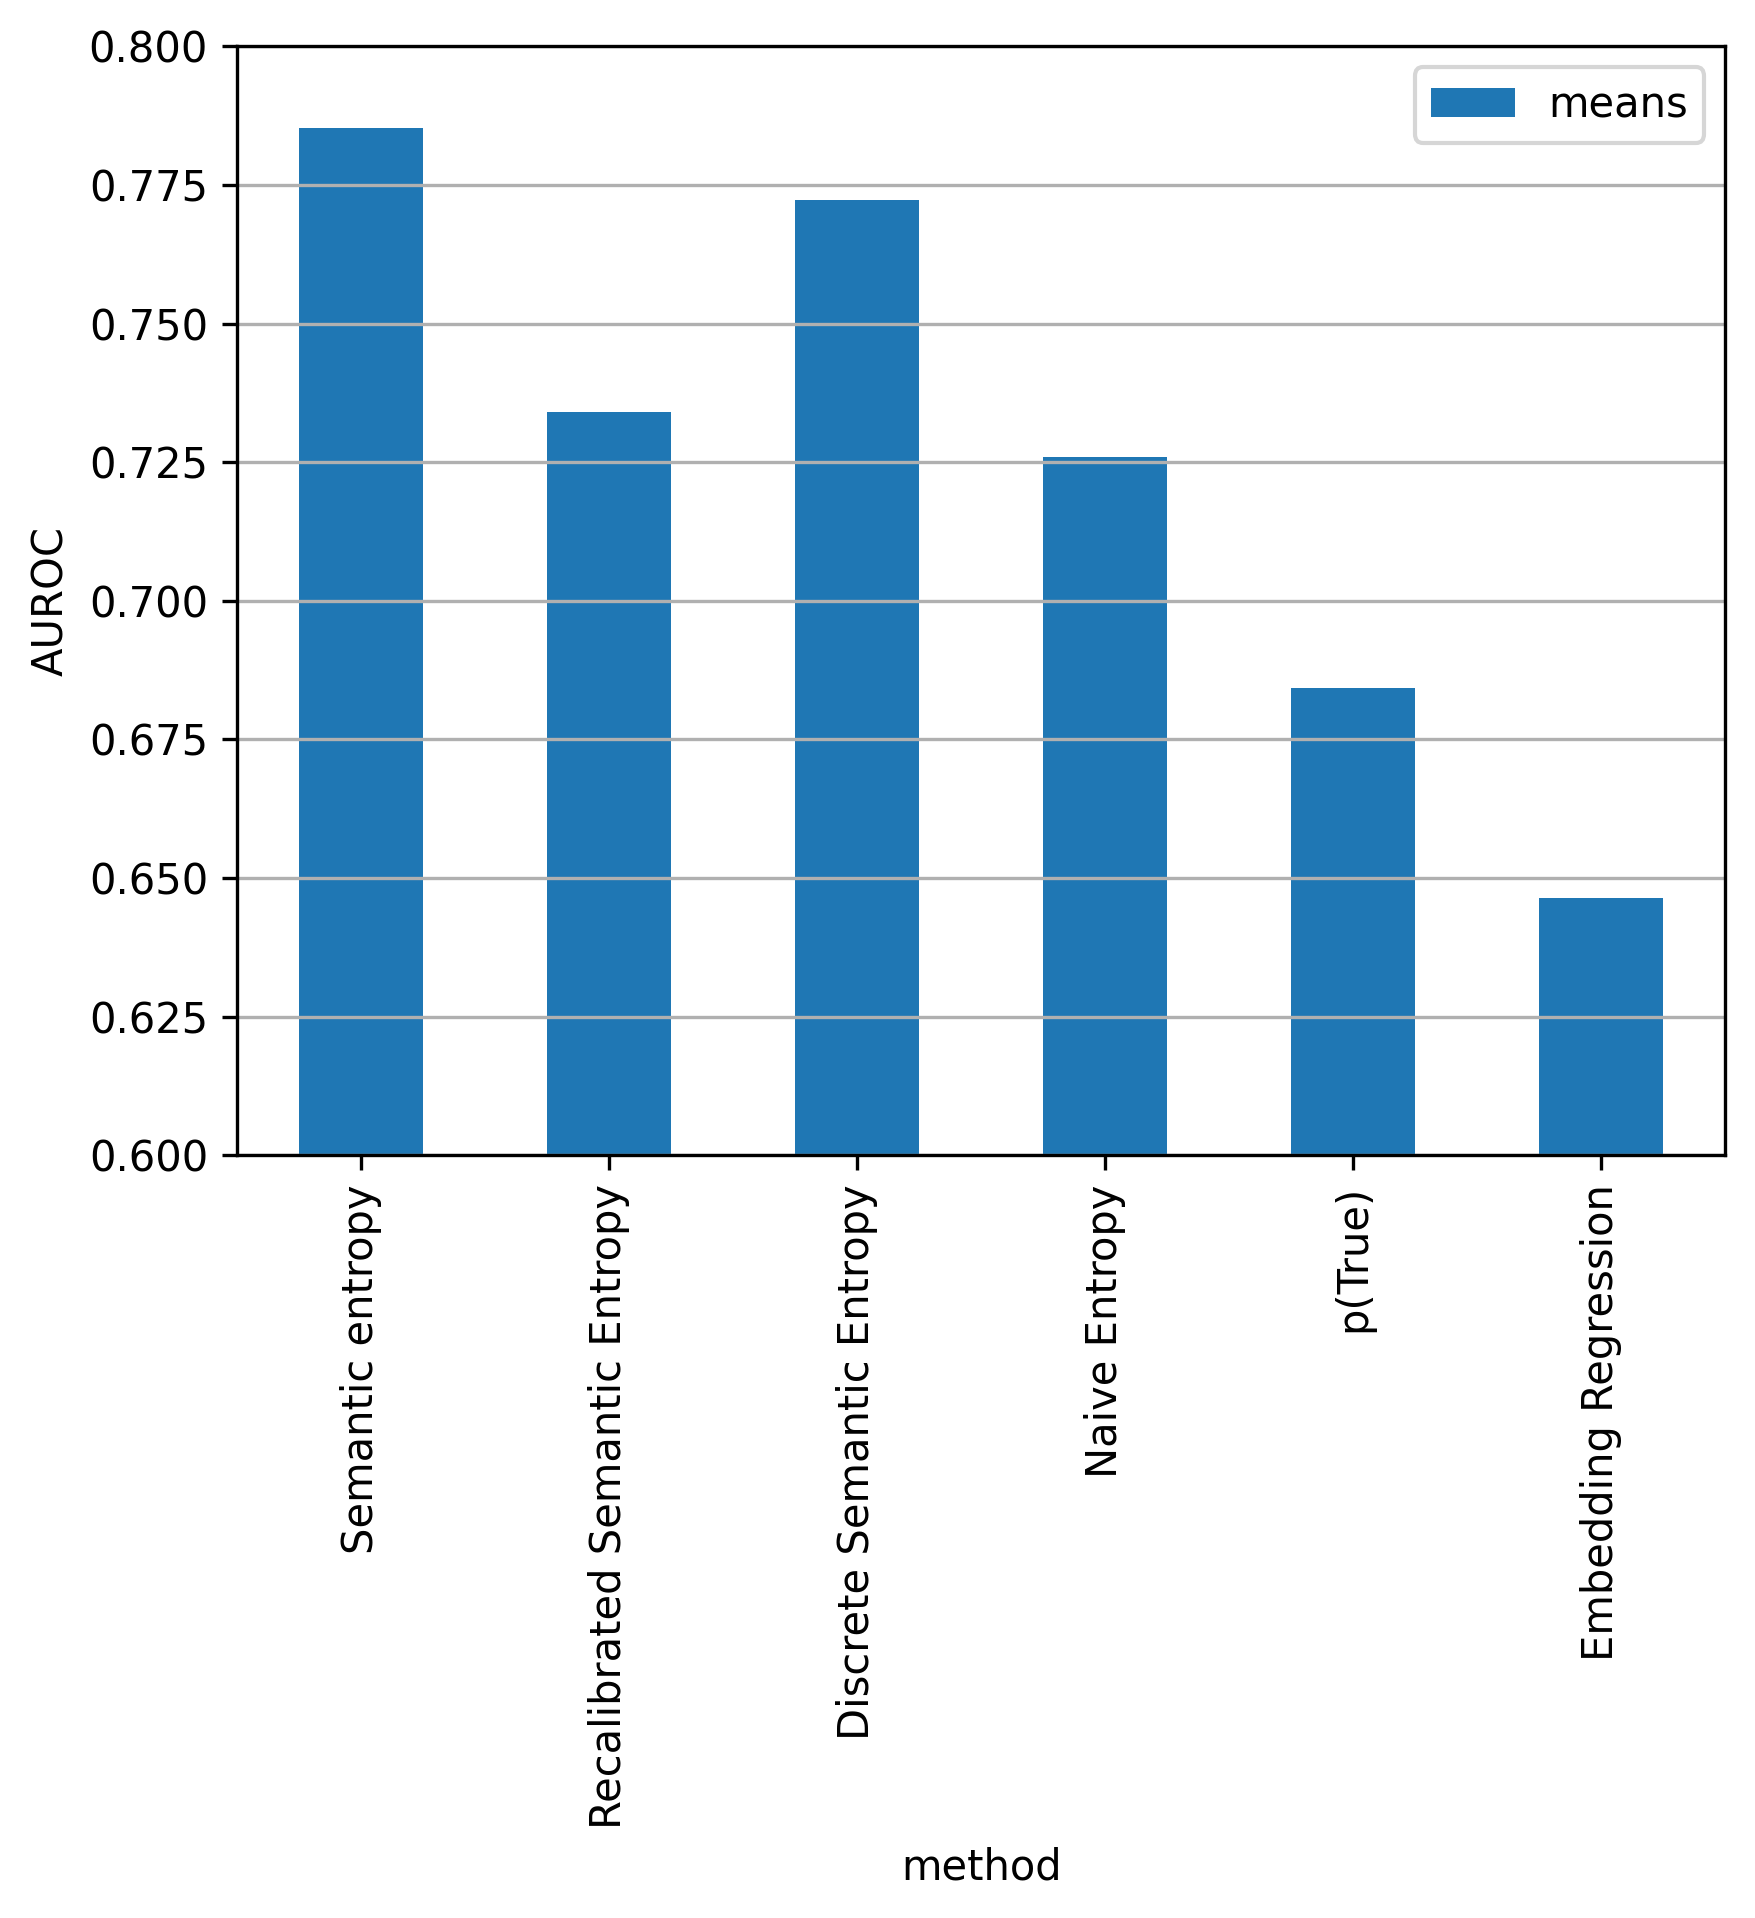 0.800
0.775
0.750
0.725
0.700
0.675
0.650
0.625
0.600
AUROC
means
Semantic entropy
Recalibrated Semantic Entropy
Discrete Semantic Entropy
Naive Entropy
p(True)
Embedding Regression
method